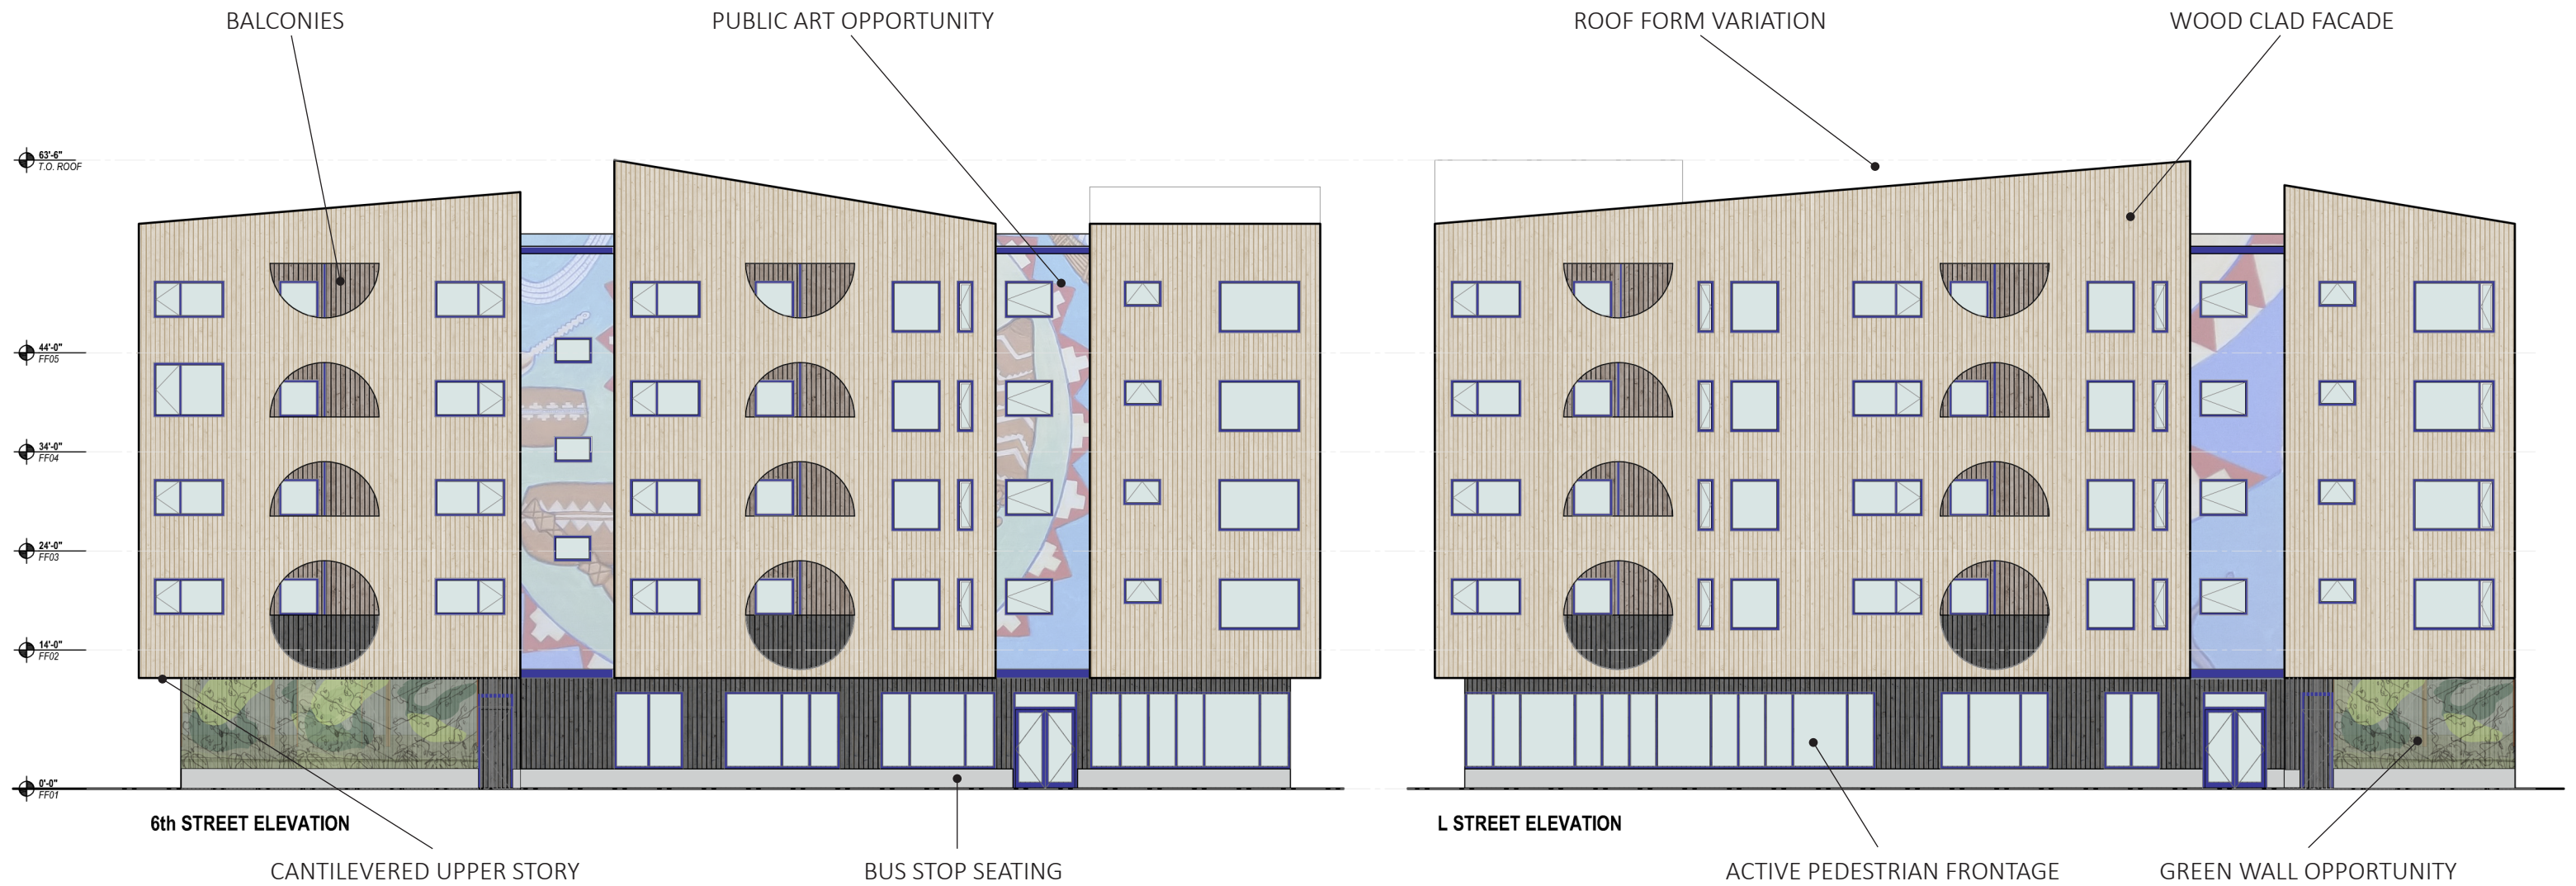 BALCONIES
PUBLIC ART OPPORTUNITY
ROOF FORM VARIATION
WOOD CLAD FACADE
63'-6"
T.O. ROOF
44'-0"
FF05
34'-0"
FF04
24'-0"
FF03
14'-0"
FF02
0'-0"
FF01
6th STREET ELEVATION
L STREET ELEVATION
CANTILEVERED UPPER STORY
BUS STOP SEATING
ACTIVE PEDESTRIAN FRONTAGE
GREEN WALL OPPORTUNITY